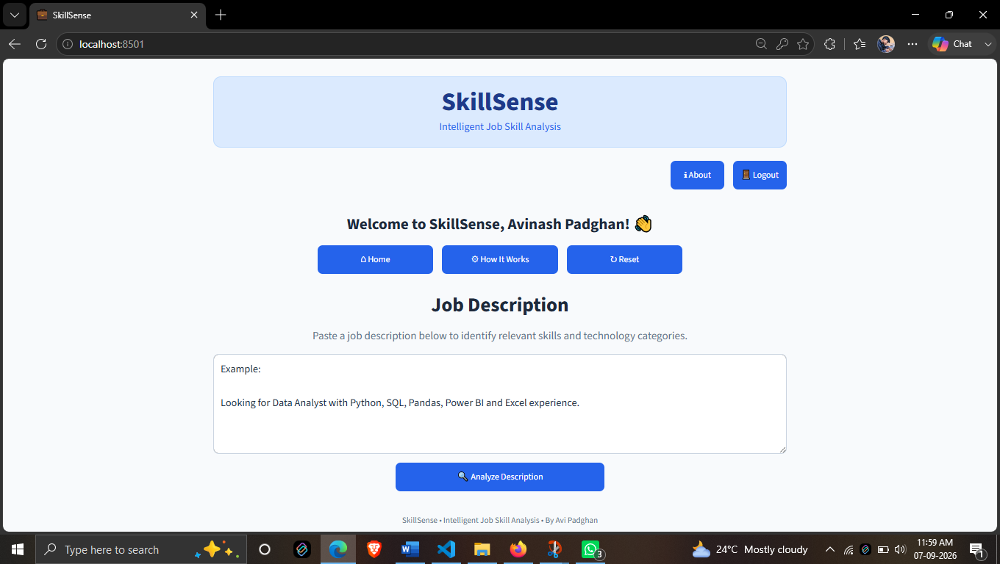 SkillSense
localhost:8501
Chat
SkillSense
Intelligent Job Skill Analysis
ℹ About
🚪 Logout
Welcome to SkillSense, Avinash Padghan! 👋
⌂ Home
⚙ How It Works
↻ Reset
Job Description
Paste a job description below to identify relevant skills and technology categories.
Example:
Looking for Data Analyst with Python, SQL, Pandas, Power BI and Excel experience.
🔍 Analyze Description
SkillSense • Intelligent Job Skill Analysis • By Avi Padghan
Type here to search
3
24°C Mostly cloudy
11:59 AM
07-09-2026
1